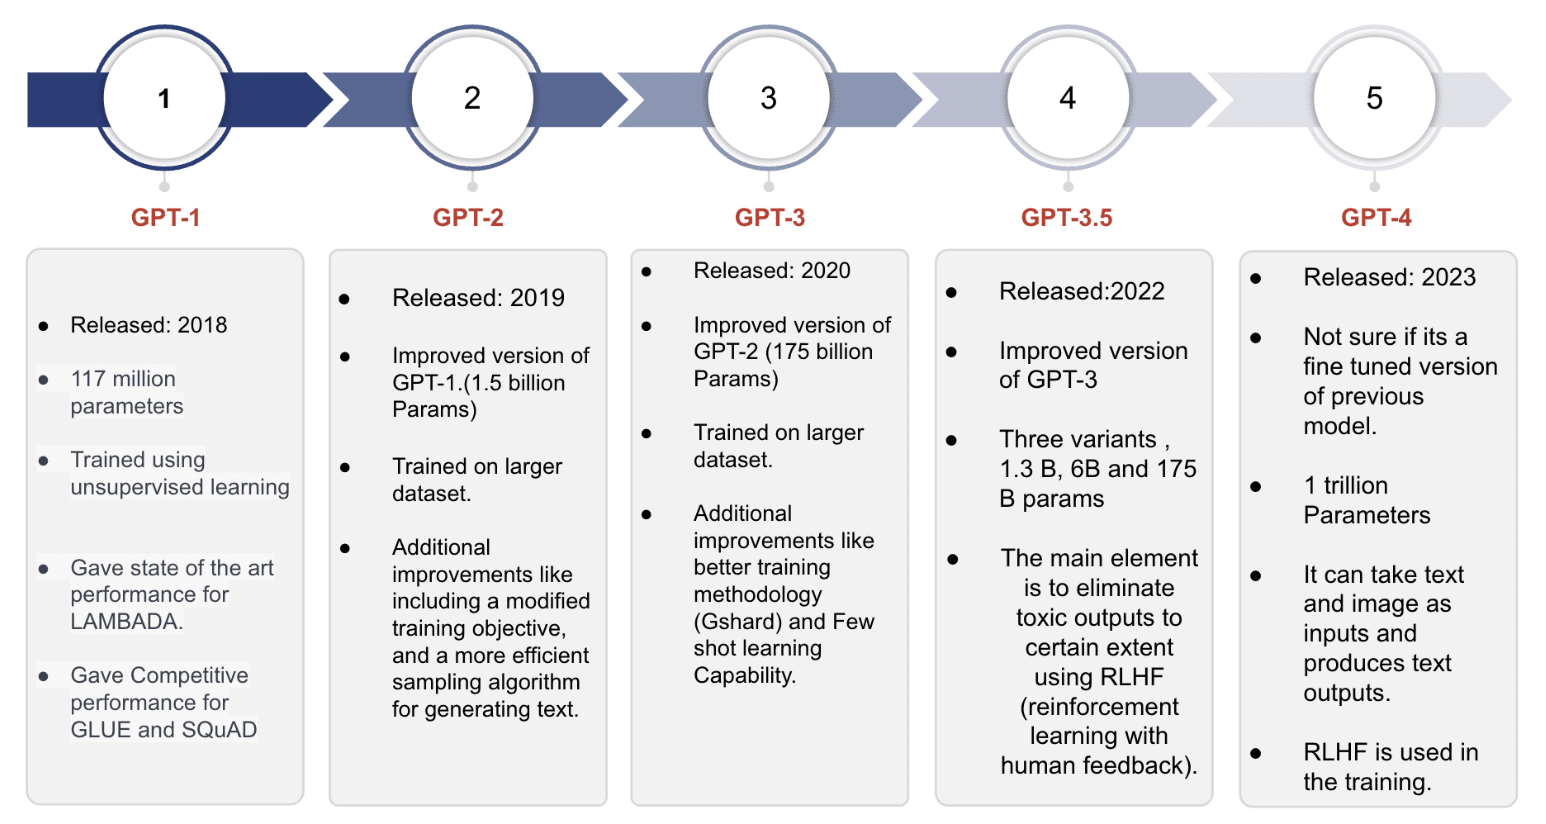 1
2
3
4
5
GPT-1
GPT-2
GPT-3
GPT-3.5
GPT-4
● Released: 2018
● 117 million
parameters
● Trained using
unsupervised learning
● Gave state of the art
performance for
LAMBADA.
● Gave Competitive
performance for
GLUE and SQuAD
● Released: 2019
● Improved version of
GPT-1.(1.5 billion
Params)
● Trained on larger
dataset.
● Additional
improvements like
including a modified
training objective,
and a more efficient
sampling algorithm
for generating text.
● Released: 2020
● Improved version of
GPT-2 (175 billion
Params)
● Trained on larger
dataset.
● Additional
improvements like
better training
methodology
(Gshard) and Few
shot learning
Capability.
● Released:2022
● Improved version
of GPT-3
● Three variants ,
1.3 B, 6B and 175
B params
● The main element
is to eliminate
toxic outputs to
certain extent
using RLHF
(reinforcement
learning with
human feedback).
● Released: 2023
● Not sure if its a
fine tuned version
of previous
model.
● 1 trillion
Parameters
● It can take text
and image as
inputs and
produces text
outputs.
● RLHF is used in
the training.